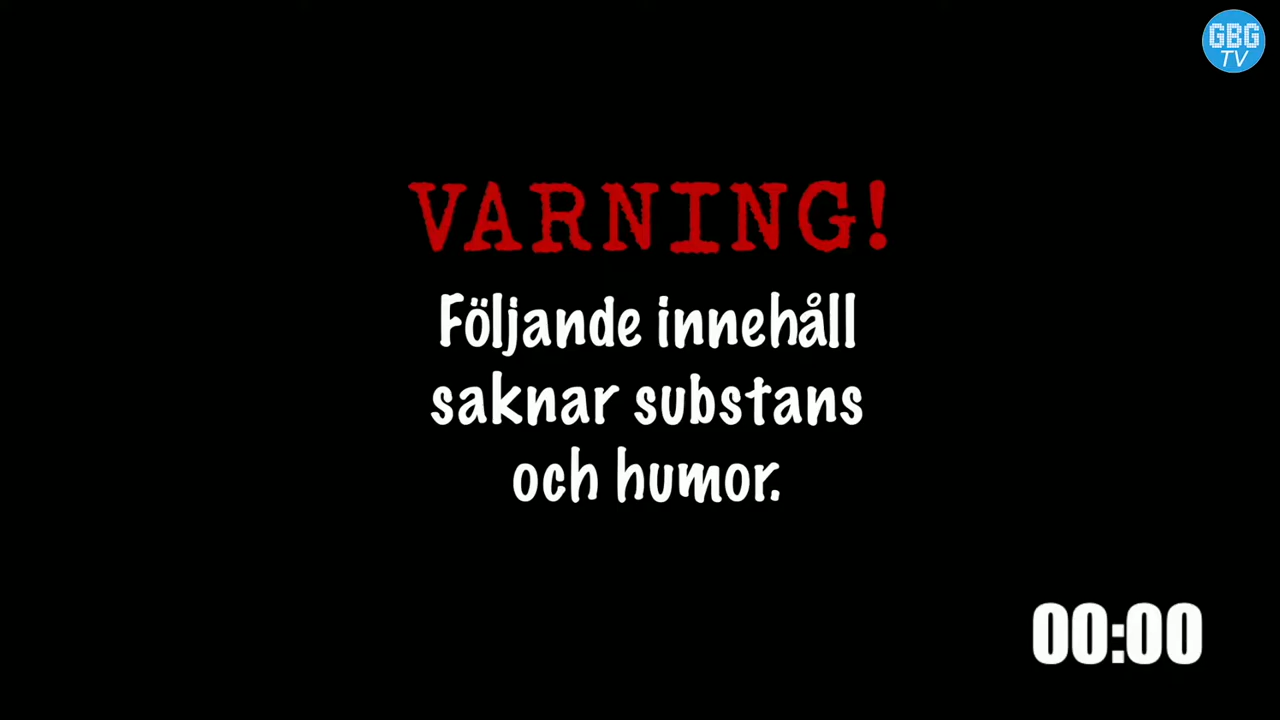 GBG
TV
VARNING!
Följande innehåll
saknar substans
och humor.
00:00